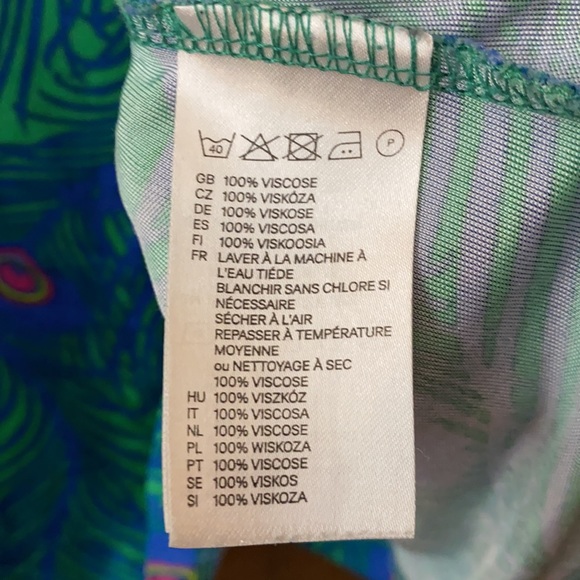 40 P
GB 100% VISCOSE
CZ 100% VISKÓZA
DE 100% VISKOSE
ES 100% VISCOSA
FI 100% VISKOOSIA
FR LAVER À LA MACHINE À
L'EAU TIÉDE
BLANCHIR SANS CHLORE SI
NÉCESSAIRE
SÉCHER À L'AIR
REPASSER À TEMPÉRATURE
MOYENNE
ou NETTOYAGE À SEC
100% VISCOSE
HU 100% VISZKÓZ
IT 100% VISCOSA
NL 100% VISCOSE
PL 100% WISKOZA
PT 100% VISCOSE
SE 100% VISKOS
SI 100% VISKOZA